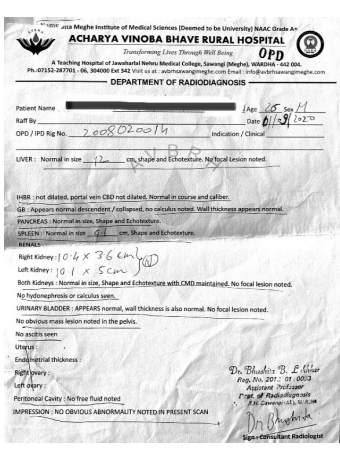 Datta Meghe Institute of Medical Sciences (Deemed to be University) NAAC Grade A+
ACHARYA VINOBA BHAVE RURAL HOSPITAL
Transforming Lives Through Well Being OPD
A Teaching Hospital of Jawaharlal Nehru Medical College, Sawangi (Meghe), WARDHA - 442 004.
Ph.:07152-287701 - 06, 304000 Ext 342 Visit us at : avbrhsawangimeghe.com Email : info@avbrhsawangimeghe.com
DEPARTMENT OF RADIODIAGNOSIS
Patient Name Age 25 Sex M
Raff By Date 01/09/2020
OPD / IPD Rig No. 2008020014 Indication / Clinical
LIVER : Normal in size 12 cm, shape and Echotexture. No focal Lesion noted.
AVBRH
IHBR : not dilated, portal vein CBD not dilated. Normal in course and caliber.
GB : Appears normal descendent / collapsed, no calculus noted. Wall thickness appears normal.
PANCREAS : Normal in size, Shape and Echotexture.
SPLEEN : Normal in size 9.1 cm, Shape and Echotexture.
RENALS
Right Kidney : 10.4 x 3.6 cm
Left Kidney : 10.1 x 5 cm
Both Kidneys : Normal in size, Shape and Echotexture with CMD maintained. No focal lesion noted.
No hydonephrosis or calculus seen.
URINARY BLADDER : APPEARS normal, wall thickness is also normal. No focal lesion noted.
No obvious mass lesion noted in the pelvis.
No ascitis seen
Uterus :
Endometrial thickness :
Right ovary :
Left overy :
Peritoneal Cavity : No free fluid noted
IMPRESSION : NO OBVIOUS ABNORMALITY NOTED IN PRESENT SCAN
Dr. Bhushita B.
Reg. No. 2017 01 0053
Assistant Professor
Dept. of Radiodiagnosis
Dr Bhushita
Sign.: Consultant Radiologist